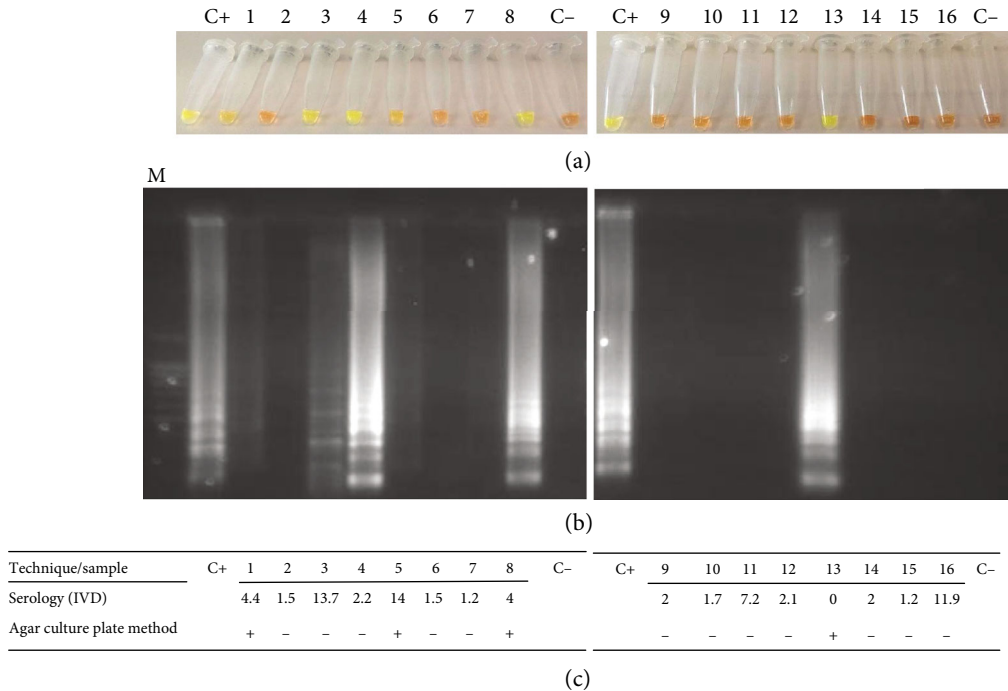 C+ 1 2 3 4 5 6 7 8 C– C+ 9 10 11 12 13 14 15 16 C–
(a)
M
(b)
Technique/sample C+ 1 2 3 4 5 6 7 8 C– C+ 9 10 11 12 13 14 15 16 C–
Serology (IVD) 4.4 1.5 13.7 2.2 14 1.5 1.2 4 2 1.7 7.2 2.1 0 2 1.2 11.9
Agar culture plate method + – – – + – – + – – – – + – – –
(c)